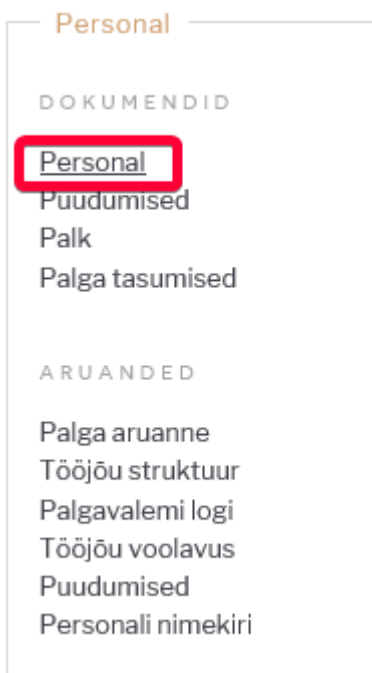 Personal
DOKUMENDID
Personal
Puudumised
Palk
Palga tasumised
ARUANDED
Palga aruanne
Tööjõu struktuur
Palgavalemi logi
Tööjõu voolavus
Puudumised
Personali nimekiri